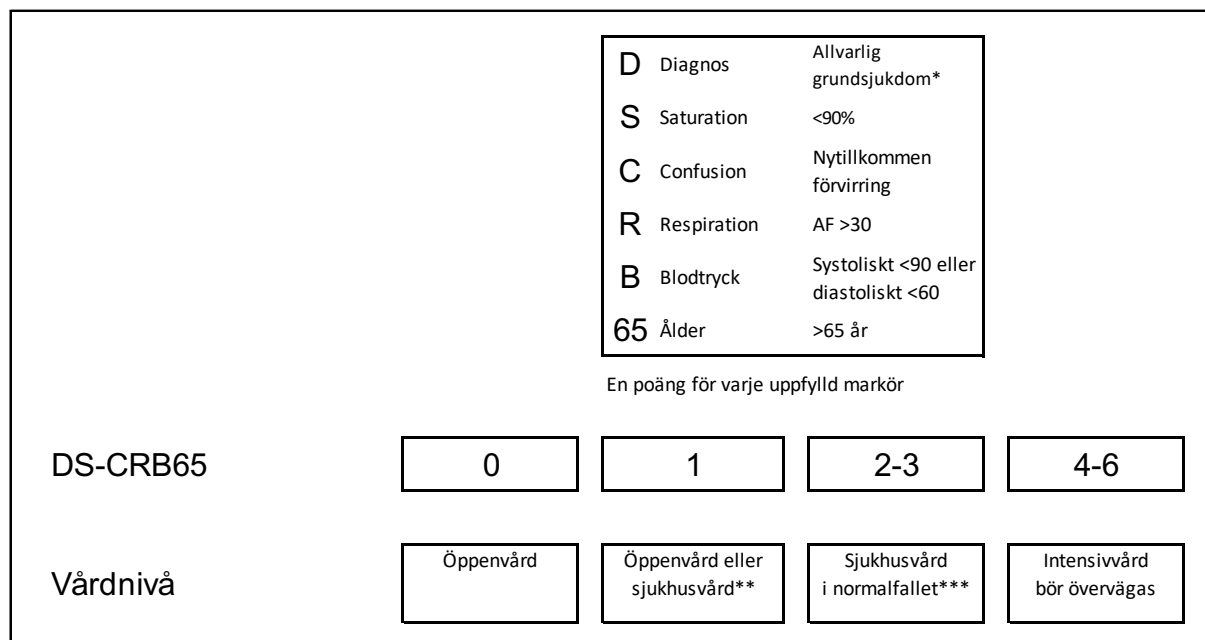 D Diagnos Allvarlig
grundsjukdom*
S Saturation <90%
C Confusion Nytillkommen
förvirring
R Respiration AF >30
B Blodtryck Systoliskt <90 eller
diastoliskt <60
65 Ålder >65 år
En poäng för varje uppfylld markör
DS-CRB65 0 1 2-3 4-6
Vårdnivå
Öppenvård
Öppenvård eller
sjukhusvård**
Sjukhusvård
i normalfallet***
Intensivvård
bör övervägas